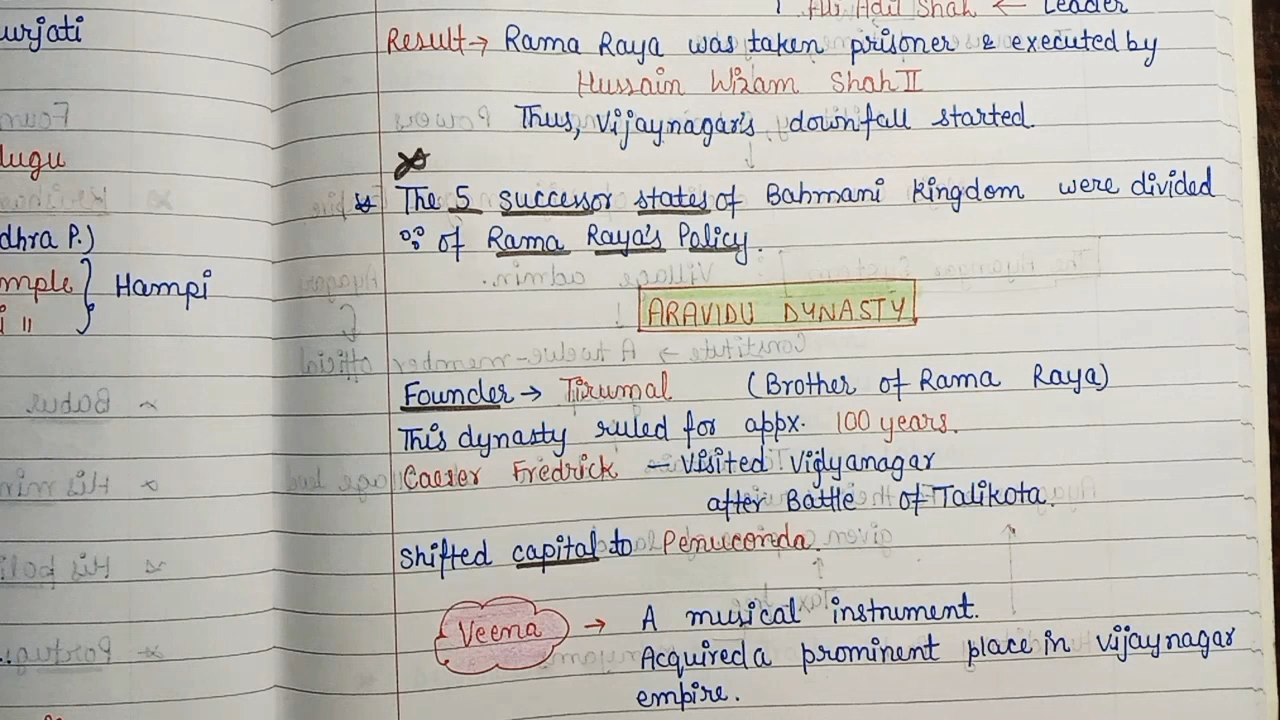 urjati
lugu
dhra P.)
mple } Hampi
i "
Ali Adil Shah ← Leader
Result → Rama Raya was taken prisoner & executed by
Hussain Wizam Shah II
Thus, Vijaynagar's downfall started.
The 5 successor states of Bahmani Kingdom were divided
∵ of Rama Raya's Policy.
ARAVIDU DYNASTY
Founder → Tirumal (Brother of Rama Raya)
This dynasty ruled for appx. 100 years.
Caeser Fredrick – Visited Vidyanagar
after Battle of Talikota.
Shifted capital to Penuconda.
Veena → A musical instrument.
Acquired a prominent place in Vijaynagar
empire.